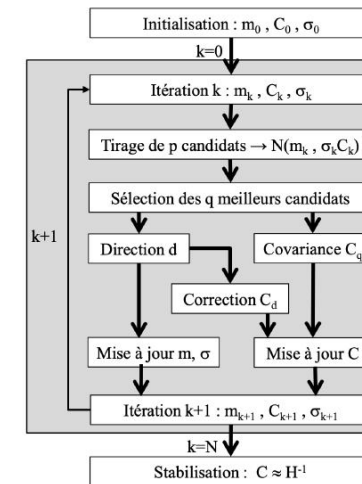 Initialisation : m₀ , C₀ , σ₀
k=0
Itération k : mₖ , Cₖ , σₖ
Tirage de p candidats → N(mₖ , σₖCₖ)
Sélection des q meilleurs candidats
k+1
Direction d
Covariance C_q
Correction C_d
Mise à jour m, σ
Mise à jour C
Itération k+1 : mₖ₊₁ , Cₖ₊₁ , σₖ₊₁
k=N
Stabilisation : C ≈ H⁻¹